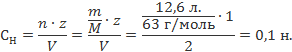 Cн = n · z / V = m/M · z / V = 12,6 л. / 63 г/моль · 1 / 2 = 0,1 н.